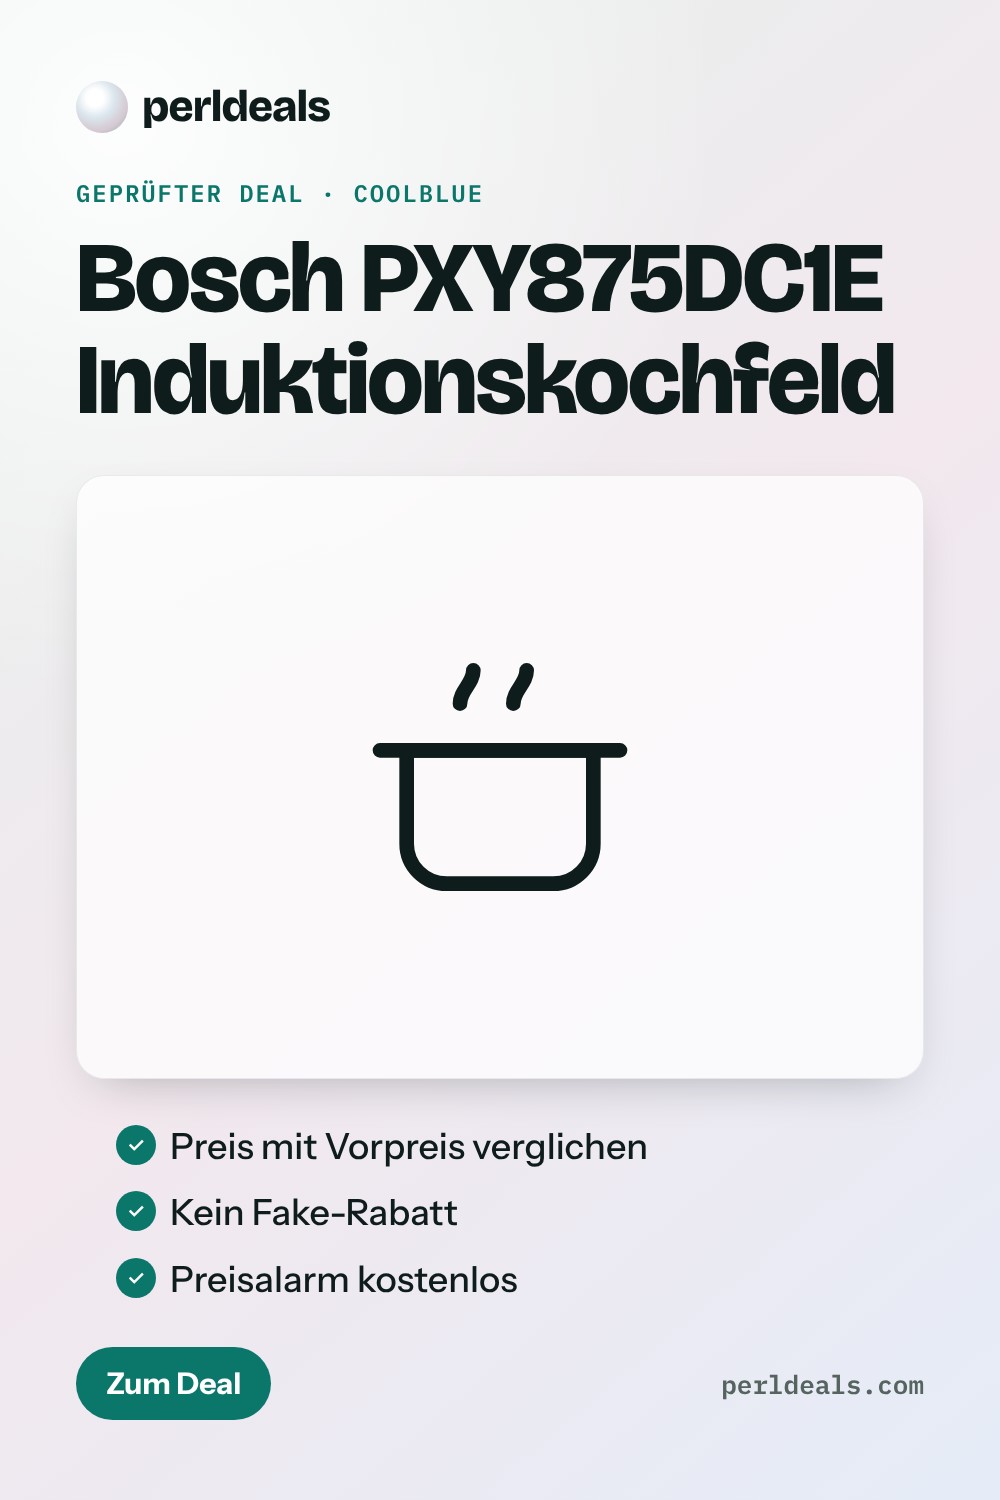 perldeals
GEPRÜFTER DEAL · COOLBLUE
Bosch PXY875DC1E
Induktionskochfeld
Preis mit Vorpreis verglichen
Kein Fake-Rabatt
Preisalarm kostenlos
Zum Deal
perldeals.com